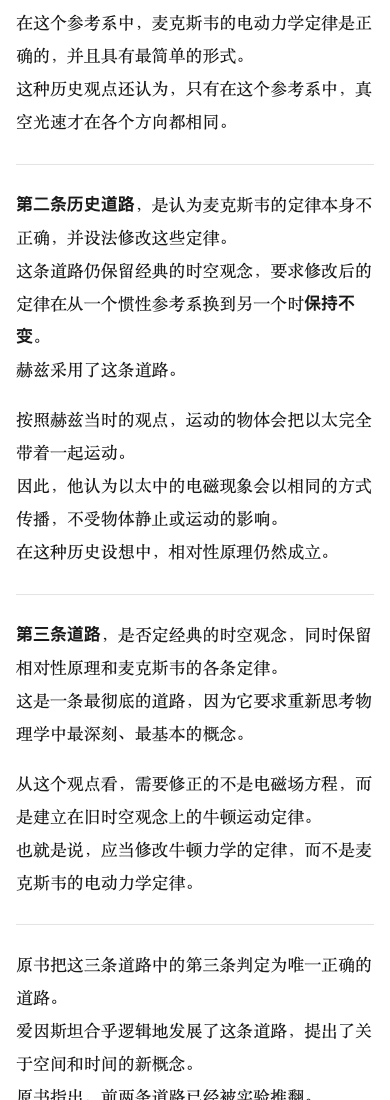 在这个参考系中，麦克斯韦的电动力学定律是正
确的，并且具有最简单的形式。
这种历史观点还认为，只有在这个参考系中，真
空光速才在各个方向都相同。
第二条历史道路，是认为麦克斯韦的定律本身不
正确，并设法修改这些定律。
这条道路仍保留经典的时空观念，要求修改后的
定律在从一个惯性参考系换到另一个时保持不
变。
赫兹采用了这条道路。
按照赫兹当时的观点，运动的物体会把以太完全
带着一起运动。
因此，他认为以太中的电磁现象会以相同的方式
传播，不受物体静止或运动的影响。
在这种历史设想中，相对性原理仍然成立。
第三条道路，是否定经典的时空观念，同时保留
相对性原理和麦克斯韦的各条定律。
这是一条最彻底的道路，因为它要求重新思考物
理学中最深刻、最基本的概念。
从这个观点看，需要修正的不是电磁场方程，而
是建立在旧时空观念上的牛顿运动定律。
也就是说，应当修改牛顿力学的定律，而不是麦
克斯韦的电动力学定律。
原书把这三条道路中的第三条判定为唯一正确的
道路。
爱因斯坦合乎逻辑地发展了这条道路，提出了关
于空间和时间的新概念。
原书指出，前两条道路已经被实验推翻。